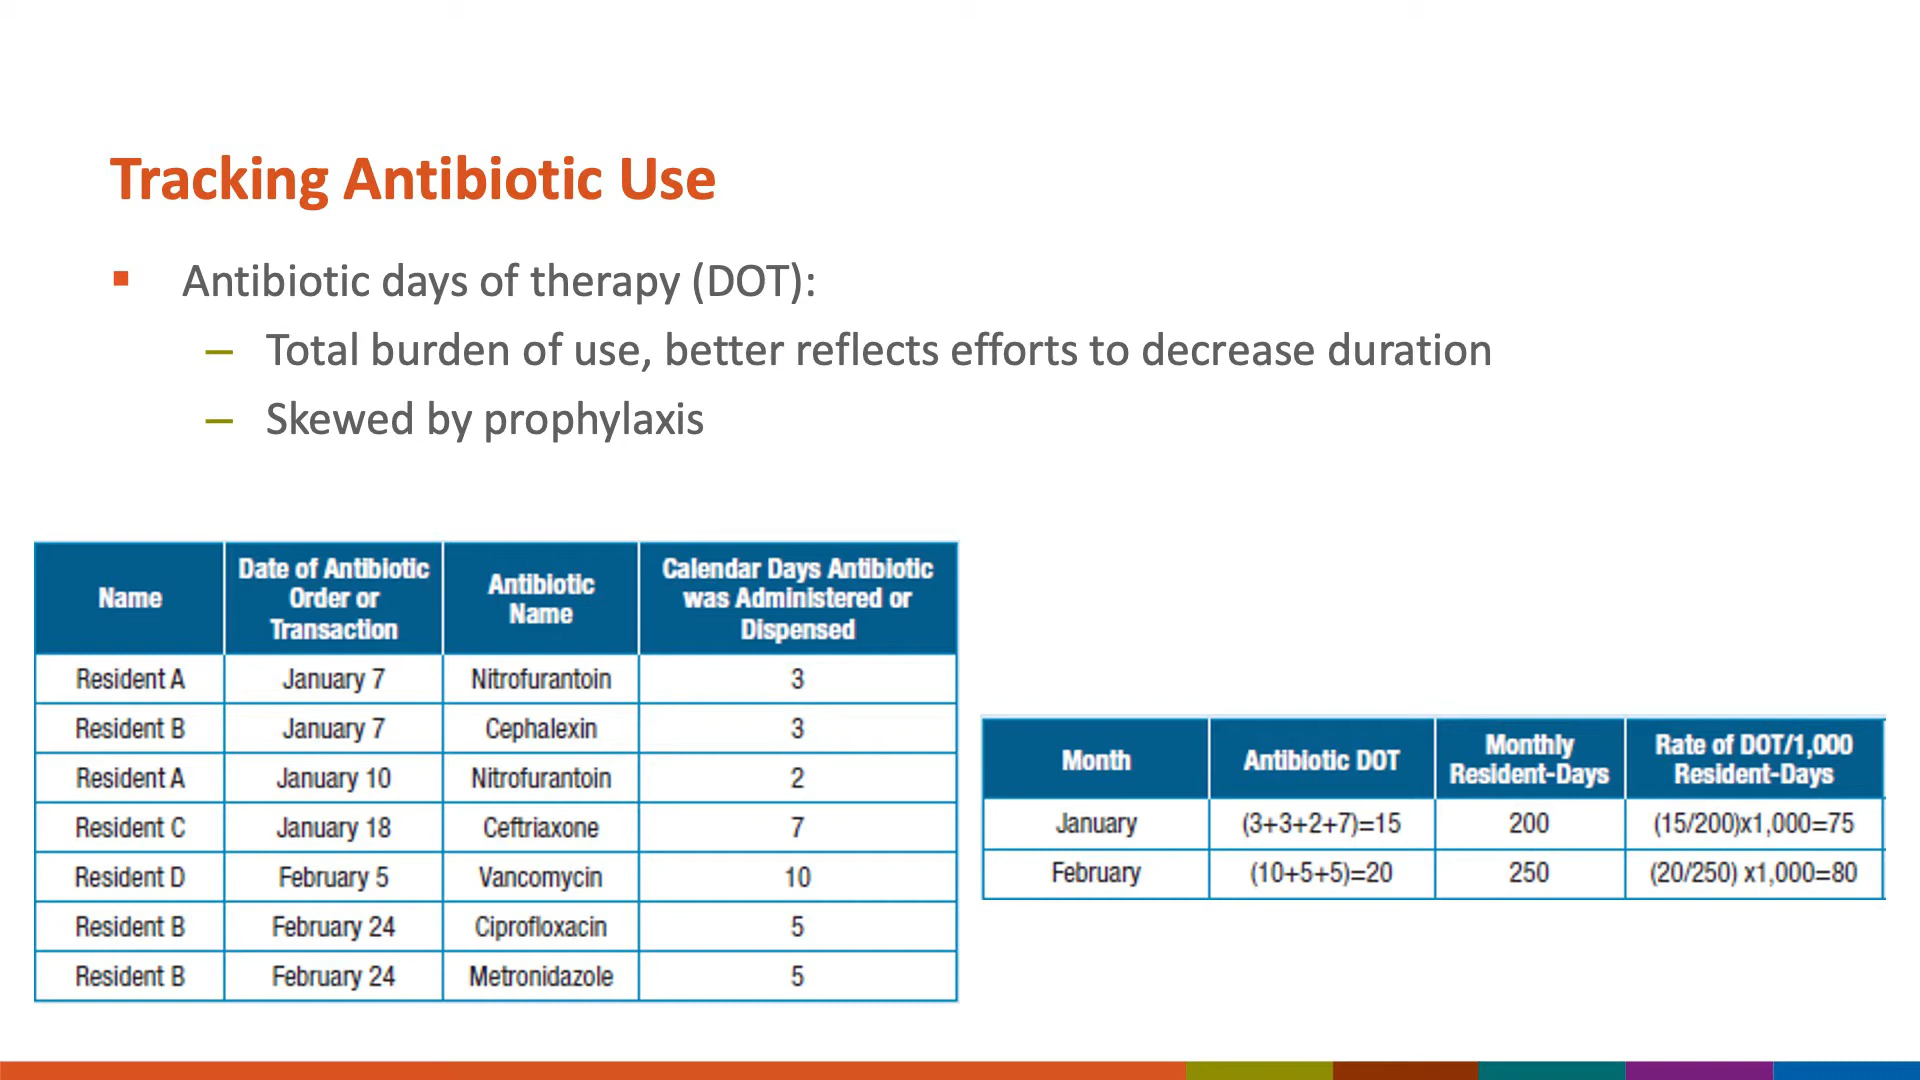 Tracking Antibiotic Use
▪ Antibiotic days of therapy (DOT):
– Total burden of use, better reflects efforts to decrease duration
– Skewed by prophylaxis
Name | Date of Antibiotic Order or Transaction | Antibiotic Name | Calendar Days Antibiotic was Administered or Dispensed
Resident A | January 7 | Nitrofurantoin | 3
Resident B | January 7 | Cephalexin | 3
Resident A | January 10 | Nitrofurantoin | 2
Resident C | January 18 | Ceftriaxone | 7
Resident D | February 5 | Vancomycin | 10
Resident B | February 24 | Ciprofloxacin | 5
Resident B | February 24 | Metronidazole | 5
Month | Antibiotic DOT | Monthly Resident-Days | Rate of DOT/1,000 Resident-Days
January | (3+3+2+7)=15 | 200 | (15/200)x1,000=75
February | (10+5+5)=20 | 250 | (20/250) x1,000=80